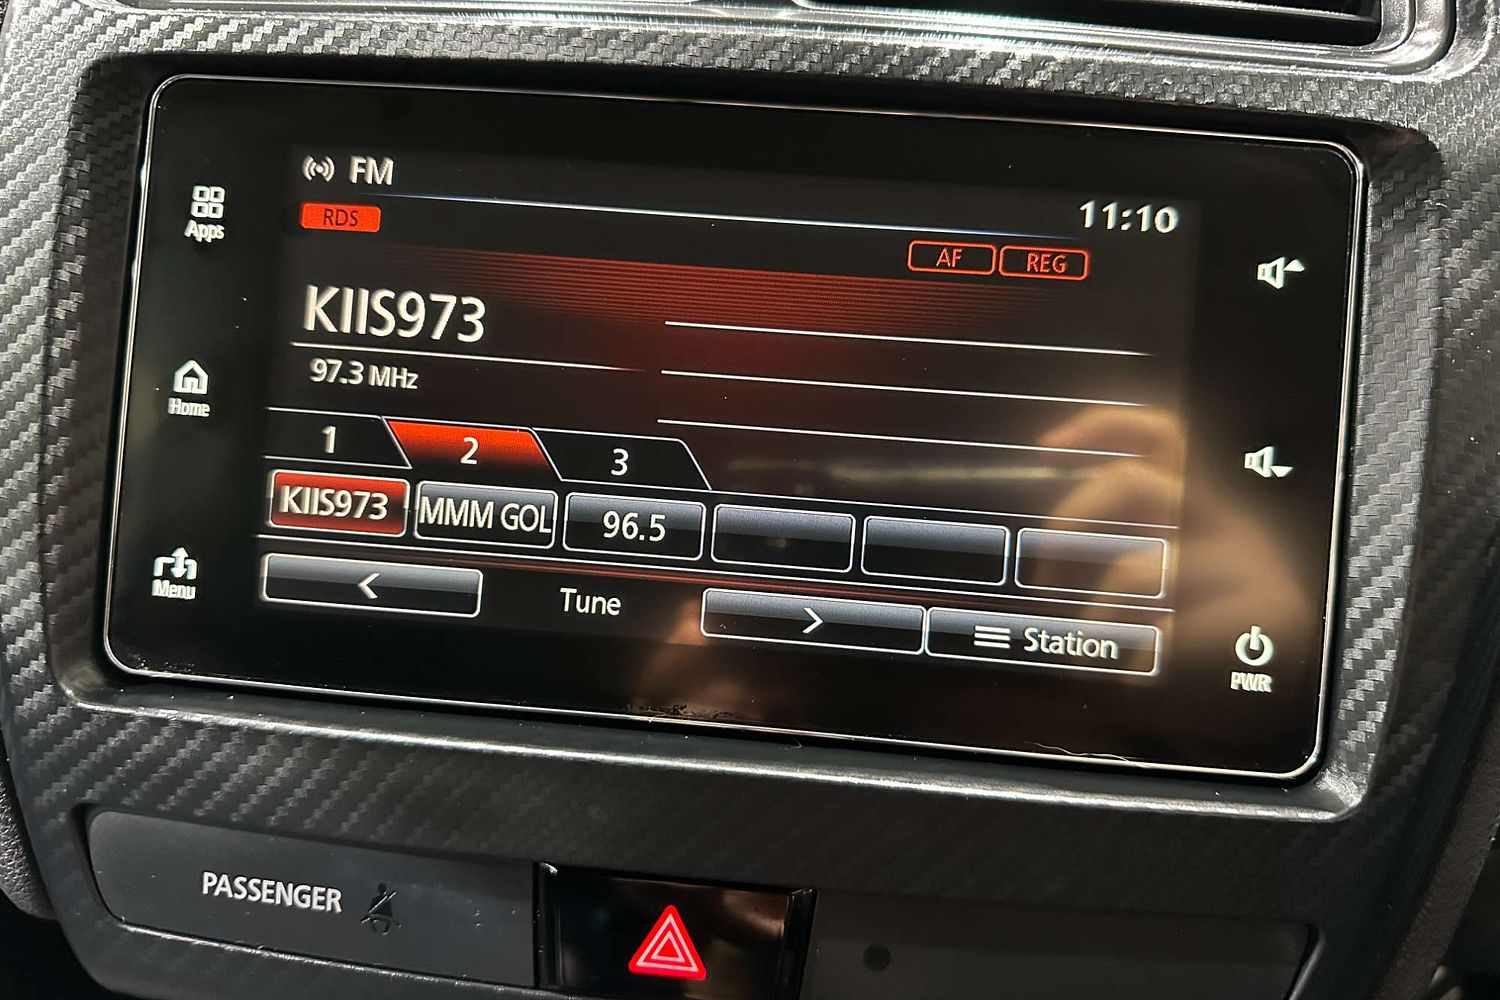 FM
11:10
RDS
AF REG
Apps
KIIS973
97.3 MHz
Home
1 2 3
KIIS973 MMM GOL 96.5
Menu
< Tune > Station
PWR
PASSENGER